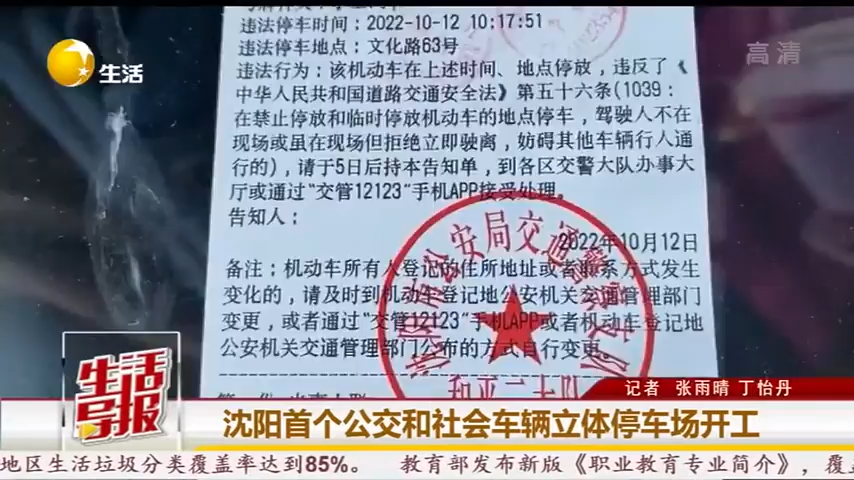 违法停车时间：2022-10-12 10:17:51
违法停车地点：文化路63号
违法行为：该机动车在上述时间、地点停放，违反了《
中华人民共和国道路交通安全法》第五十六条(1039：
在禁止停放和临时停放机动车的地点停车，驾驶人不在
现场或虽在现场但拒绝立即驶离，妨碍其他车辆行人通
行的)，请于5日后持本告知单，到各区交警大队办事大
厅或通过“交管12123”手机APP接受处理。
告知人：
2022年10月12日
备注：机动车所有人登记的住所地址或者联系方式发生
变化的，请及时到机动车登记地公安机关交通管理部门
变更，或者通过“交管12123”手机APP或者机动车登记地
公安机关交通管理部门公布的方式自行变更。
生活
高清
生活导报
记者 张雨晴 丁怡丹
沈阳首个公交和社会车辆立体停车场开工
地区生活垃圾分类覆盖率达到85%。 教育部发布新版《职业教育专业简介》，覆